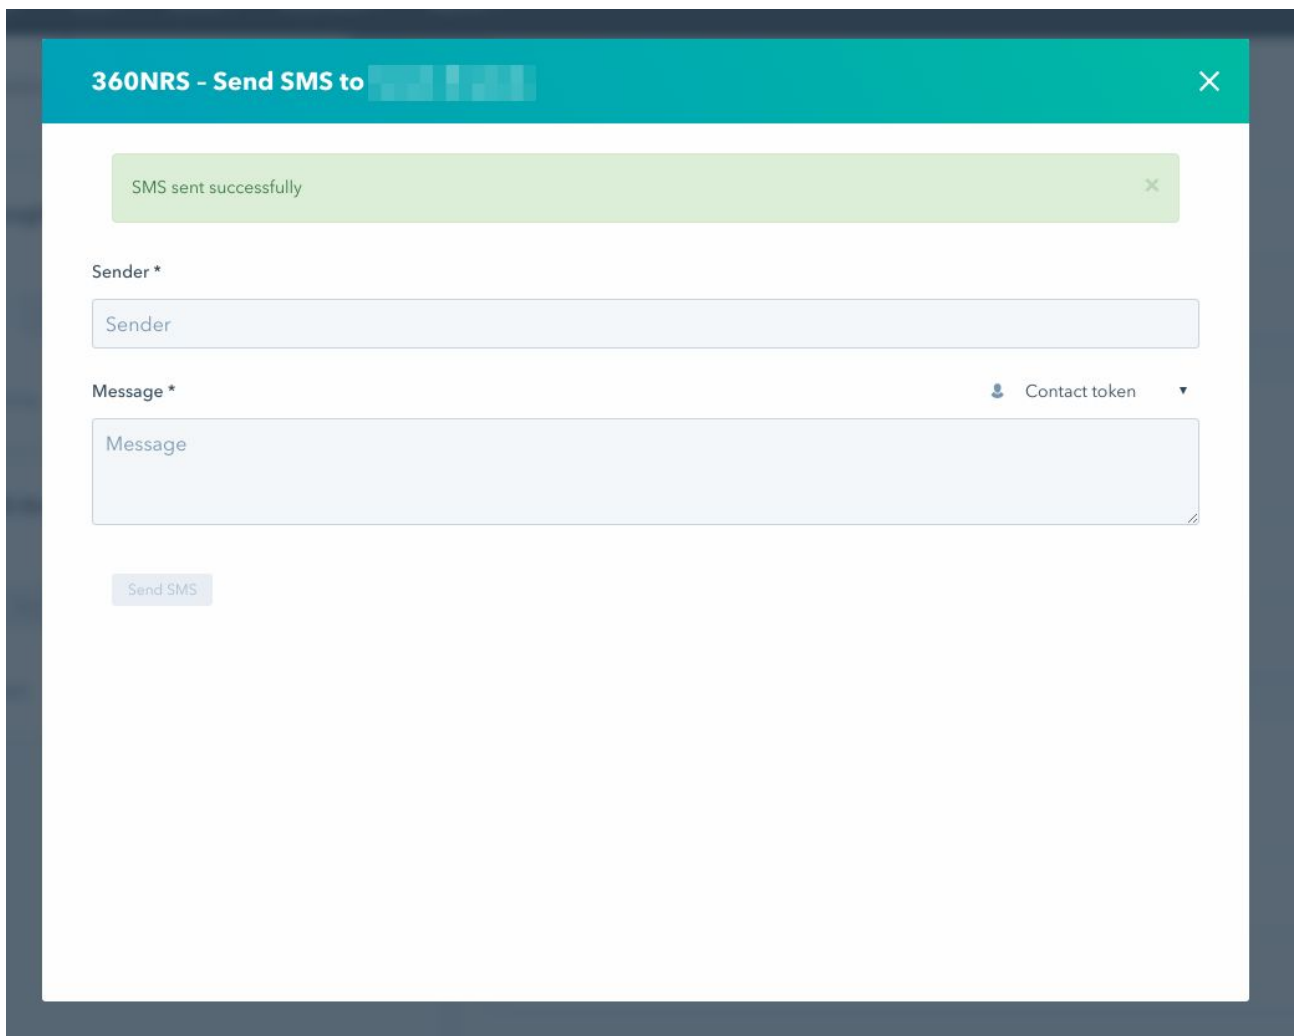 360NRS - Send SMS to
SMS sent successfully
Sender *
Sender
Message *
Contact token
Message
Send SMS